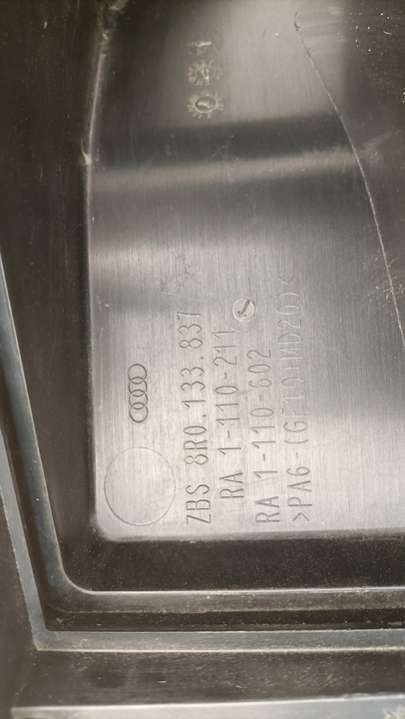 ZBS 8R0.133.837
RA 1-110-211
RA 1-110-602
>PA6-(GF10+MD20)<